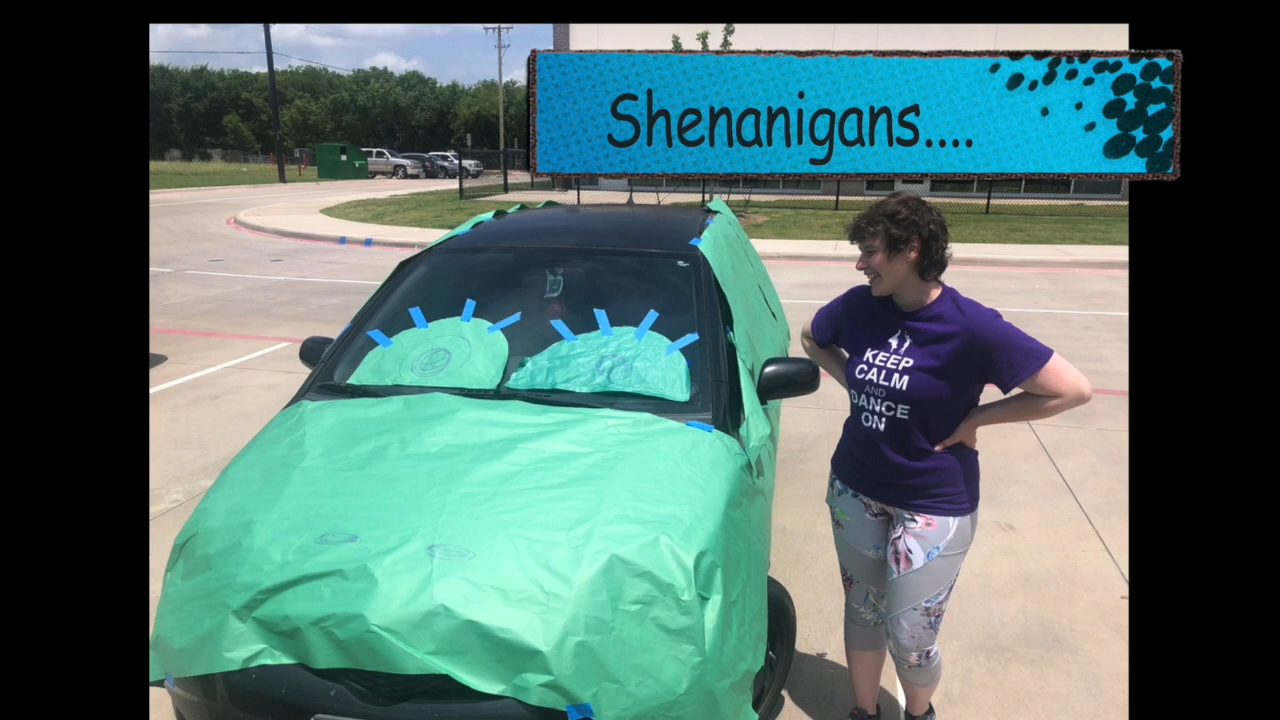 Shenanigans....
KEEP
CALM
AND
DANCE
ON